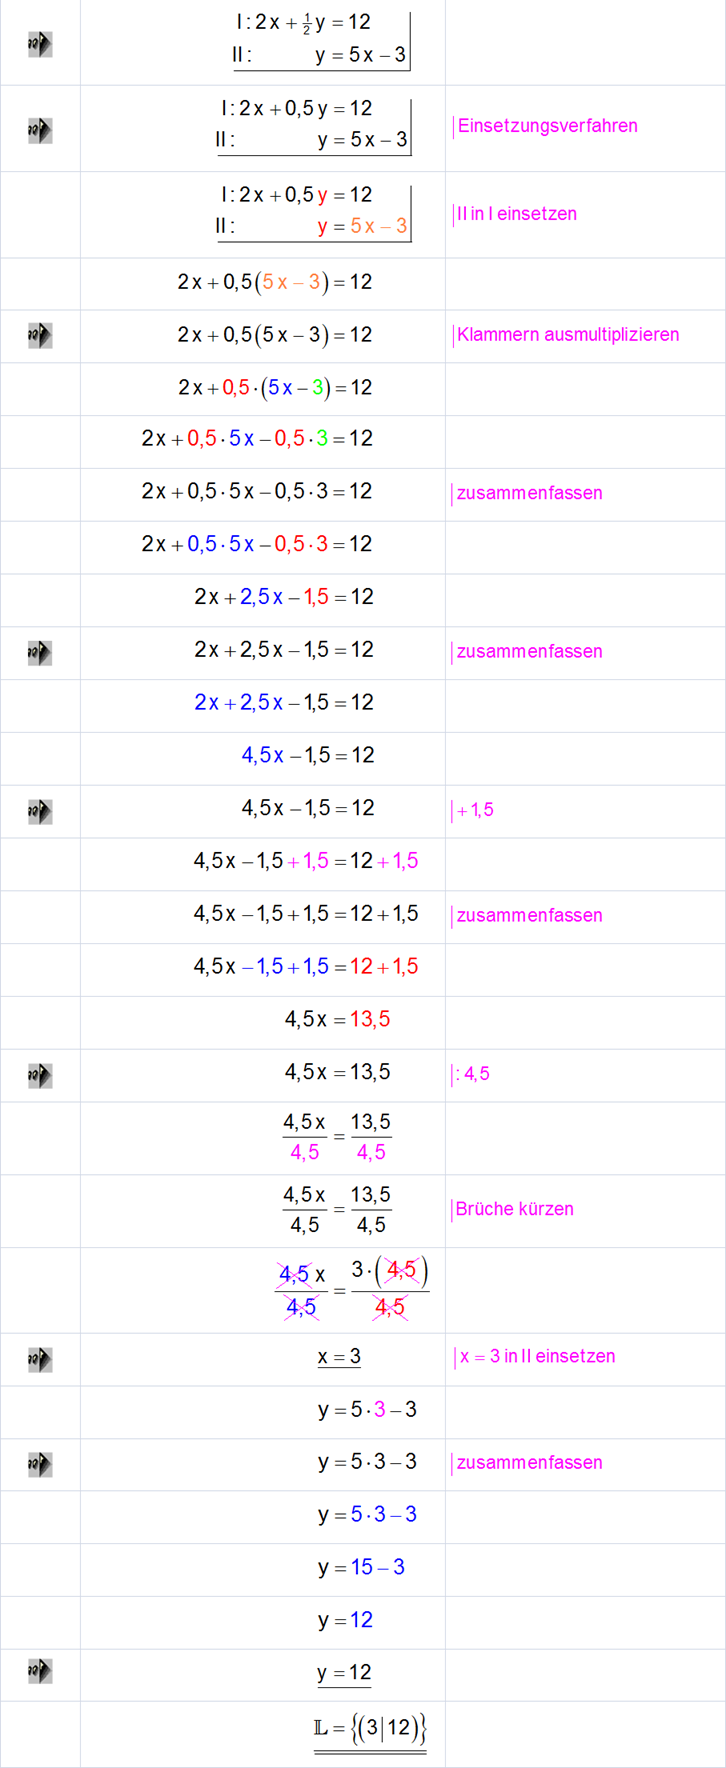 I: 2x + ½y = 12
II: y = 5x − 3
I: 2x + 0,5y = 12
II: y = 5x − 3
|Einsetzungsverfahren
I: 2x + 0,5y = 12
II: y = 5x − 3
|II in I einsetzen
2x + 0,5(5x − 3) = 12
2x + 0,5(5x − 3) = 12 |Klammern ausmultiplizieren
2x + 0,5 · (5x − 3) = 12
2x + 0,5 · 5x − 0,5 · 3 = 12
2x + 0,5 · 5x − 0,5 · 3 = 12 |zusammenfassen
2x + 0,5 · 5x − 0,5 · 3 = 12
2x + 2,5x − 1,5 = 12
2x + 2,5x − 1,5 = 12 |zusammenfassen
2x + 2,5x − 1,5 = 12
4,5x − 1,5 = 12
4,5x − 1,5 = 12 |+ 1,5
4,5x − 1,5 + 1,5 = 12 + 1,5
4,5x − 1,5 + 1,5 = 12 + 1,5 |zusammenfassen
4,5x − 1,5 + 1,5 = 12 + 1,5
4,5x = 13,5
4,5x = 13,5 |: 4,5
4,5x / 4,5 = 13,5 / 4,5
4,5x / 4,5 = 13,5 / 4,5 |Brüche kürzen
4,5x / 4,5 = 3 · (4,5) / 4,5
x = 3 |x = 3 in II einsetzen
y = 5 · 3 − 3
y = 5 · 3 − 3 |zusammenfassen
y = 5 · 3 − 3
y = 15 − 3
y = 12
y = 12
𝕃 = {(3|12)}